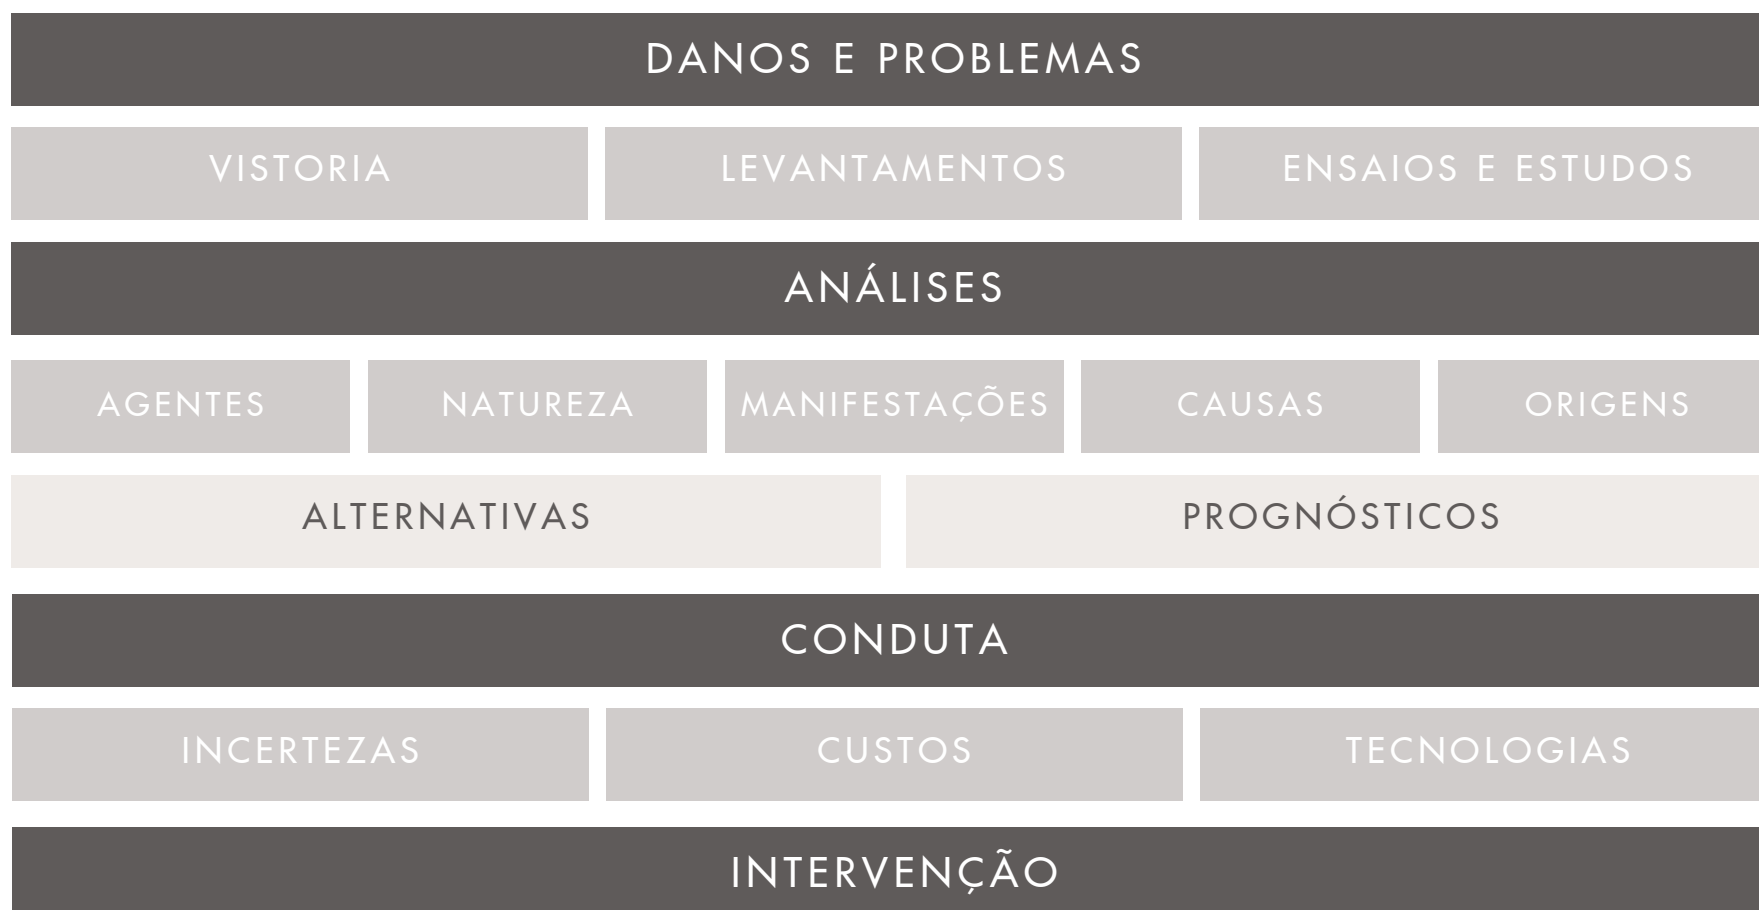 DANOS E PROBLEMAS
VISTORIA
LEVANTAMENTOS
ENSAIOS E ESTUDOS
ANÁLISES
AGENTES
NATUREZA
MANIFESTAÇÕES
CAUSAS
ORIGENS
ALTERNATIVAS
PROGNÓSTICOS
CONDUTA
INCERTEZAS
CUSTOS
TECNOLOGIAS
INTERVENÇÃO